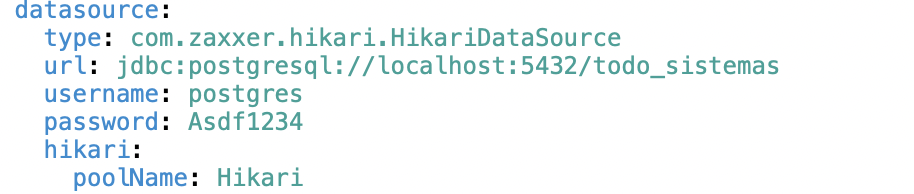 datasource:
type: com.zaxxer.hikari.HikariDataSource
url: jdbc:postgresql://localhost:5432/todo_sistemas
username: postgres
password: Asdf1234
hikari:
poolName: Hikari